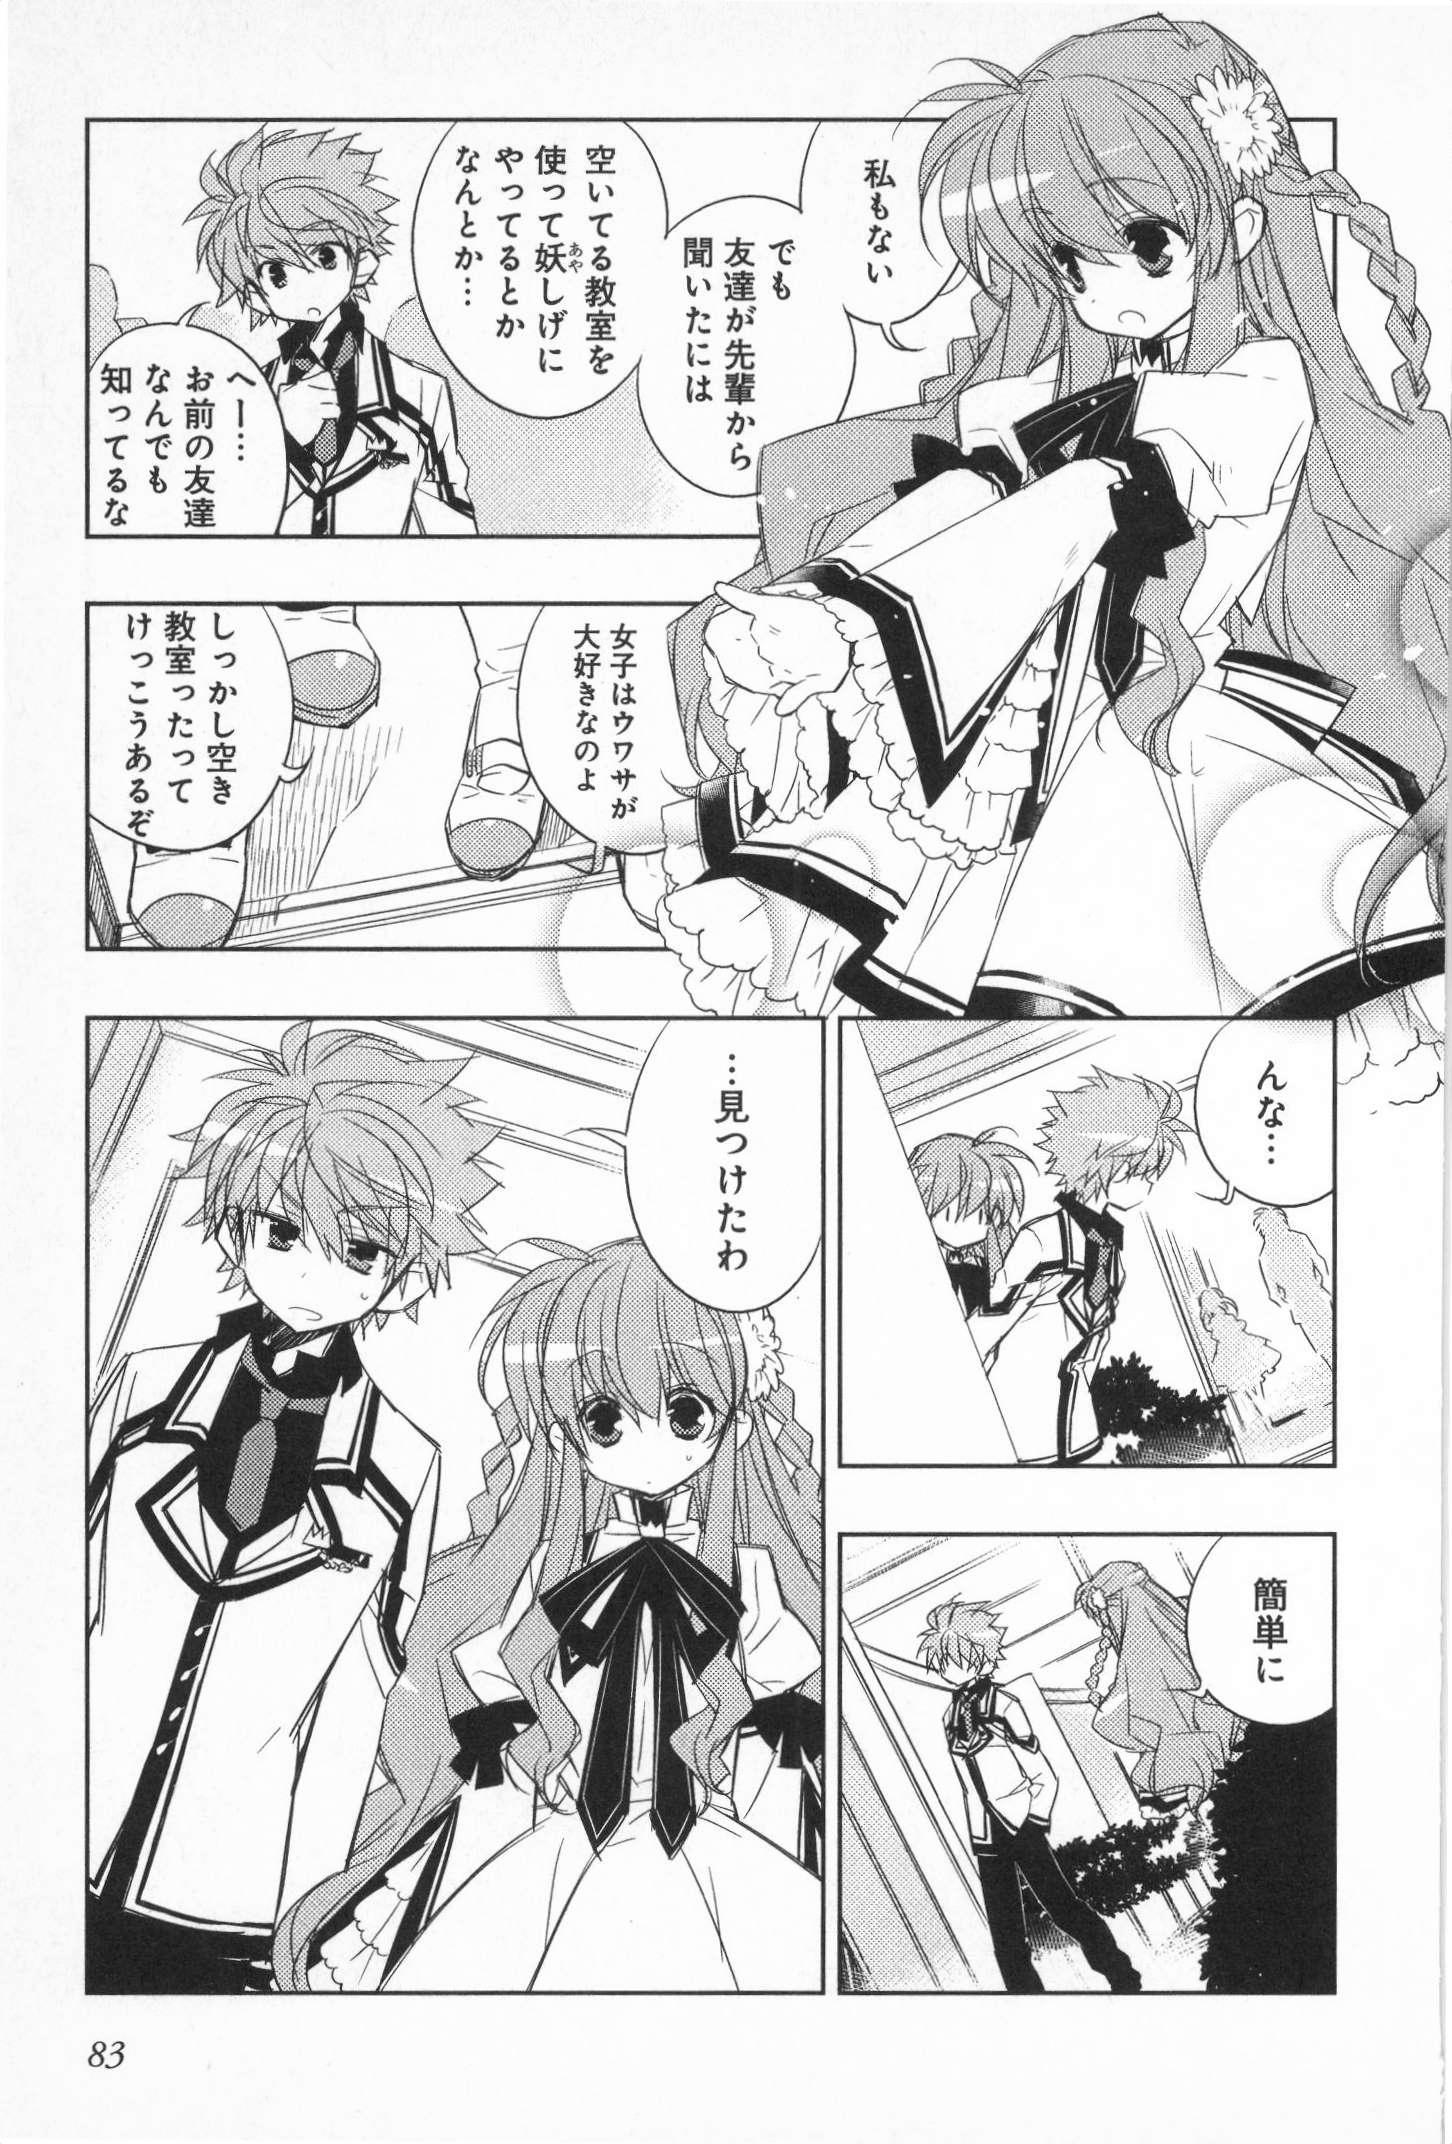 私もない
でも
友達が先輩から
聞いたには
空いてる教室を
使って妖しげに
あや
やってるとか
なんとか…
へー…
お前の友達
なんでも
知ってるな
女子はウワサが
大好きなのよ
しっかし空き
教室ったって
けっこうあるぞ
んな…
簡単に
…見つけたわ
83